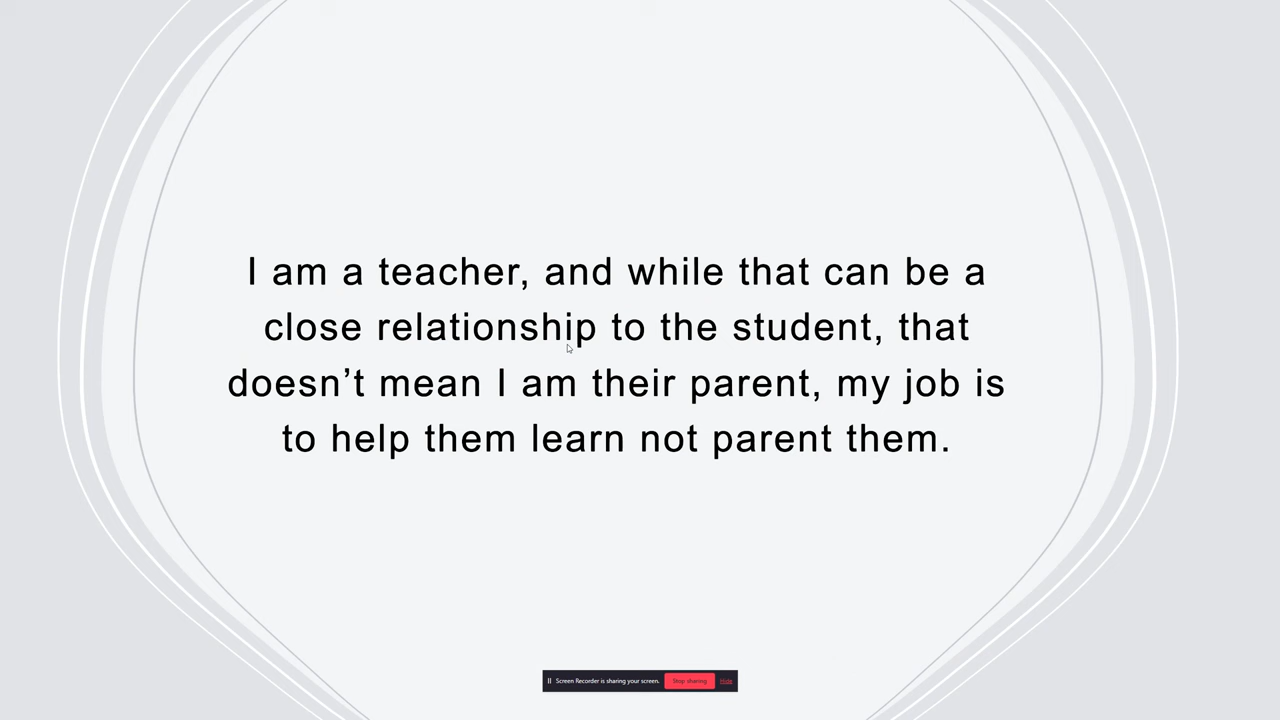 I am a teacher, and while that can be a
close relationship to the student, that
doesn’t mean I am their parent, my job is
to help them learn not parent them.
Screen Recorder is sharing your screen. Stop sharing Hide